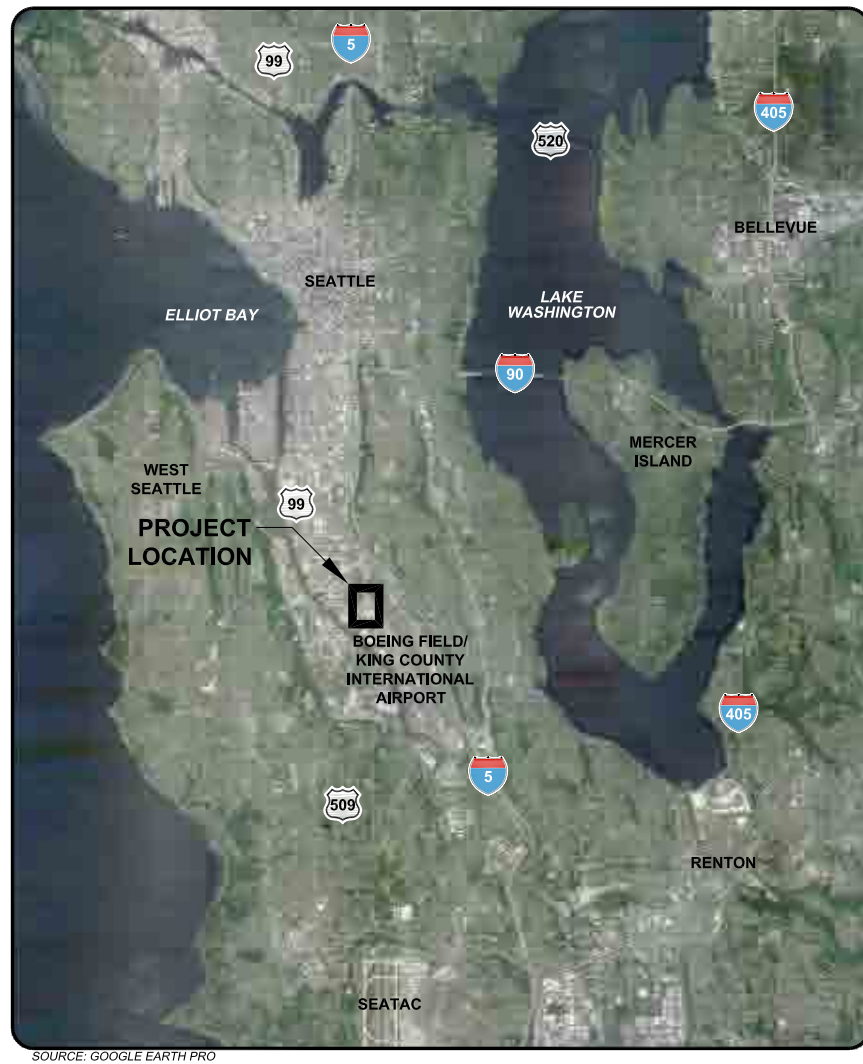 5
99
405
520
BELLEVUE
SEATTLE
LAKE
WASHINGTON
ELLIOT BAY
90
MERCER
ISLAND
WEST
SEATTLE
99
PROJECT
LOCATION
BOEING FIELD/
KING COUNTY
INTERNATIONAL
AIRPORT
405
5
509
RENTON
SEATAC
SOURCE: GOOGLE EARTH PRO